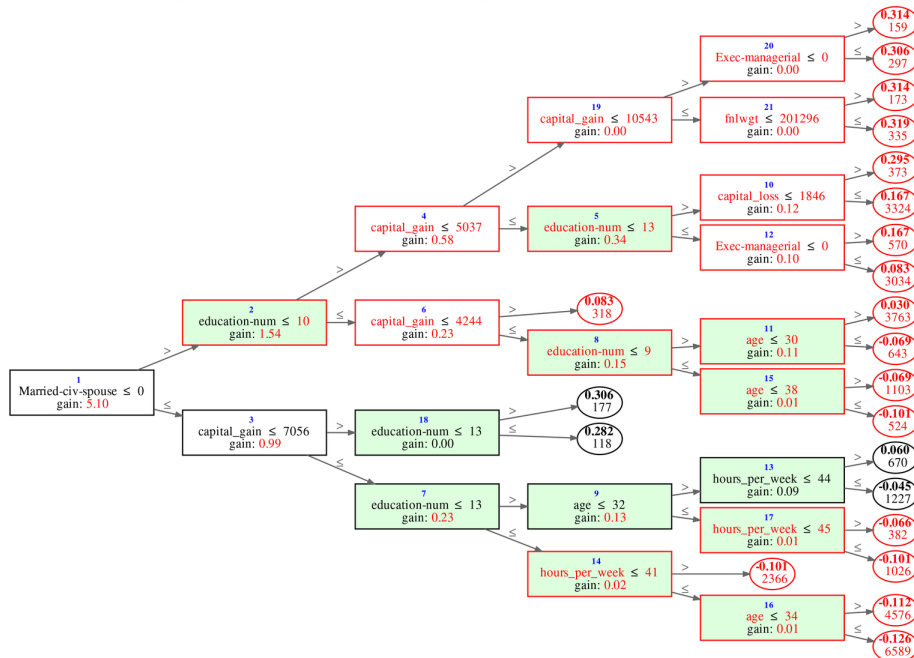 1
Married-civ-spouse ≤ 0
gain: 5.10
>
≤
2
education-num ≤ 10
gain: 1.54
>
≤
3
capital_gain ≤ 7056
gain: 0.99
>
≤
4
capital_gain ≤ 5037
gain: 0.58
>
≤
6
capital_gain ≤ 4244
gain: 0.23
>
≤
18
education-num ≤ 13
gain: 0.00
>
≤
7
education-num ≤ 13
gain: 0.23
>
≤
19
capital_gain ≤ 10543
gain: 0.00
>
≤
5
education-num ≤ 13
gain: 0.34
>
≤
0.083
318
8
education-num ≤ 9
gain: 0.15
>
≤
0.306
177
0.282
118
9
age ≤ 32
gain: 0.13
>
≤
14
hours_per_week ≤ 41
gain: 0.02
>
≤
20
Exec-managerial ≤ 0
gain: 0.00
>
≤
21
fnlwgt ≤ 201296
gain: 0.00
>
≤
10
capital_loss ≤ 1846
gain: 0.12
>
≤
12
Exec-managerial ≤ 0
gain: 0.10
>
≤
11
age ≤ 30
gain: 0.11
>
≤
15
age ≤ 38
gain: 0.01
>
≤
13
hours_per_week ≤ 44
gain: 0.09
>
≤
17
hours_per_week ≤ 45
gain: 0.01
>
≤
-0.101
2366
16
age ≤ 34
gain: 0.01
>
≤
0.314
159
0.306
297
0.314
173
0.319
335
0.295
373
0.167
3324
0.167
570
0.083
3034
0.030
3763
-0.069
643
-0.069
1103
-0.101
524
0.060
670
-0.045
1227
-0.066
382
-0.101
1026
-0.112
4576
-0.126
6589